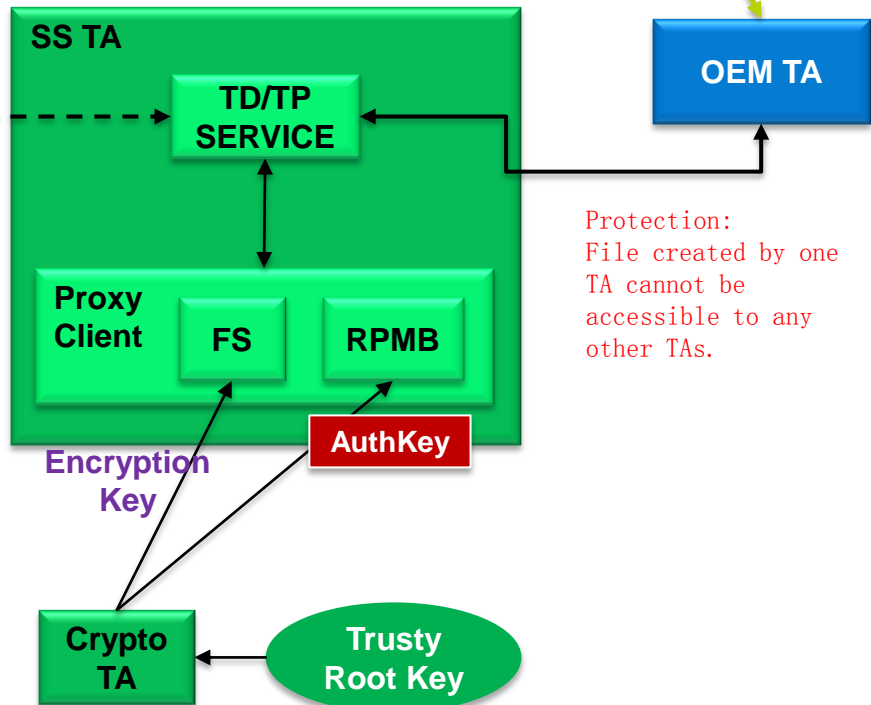 SS TA
OEM TA
TD/TP
SERVICE
Protection:
File created by one
TA cannot be
accessible to any
other TAs.
Proxy
Client
FS
RPMB
AuthKey
Encryption
Key
Crypto
TA
Trusty
Root Key